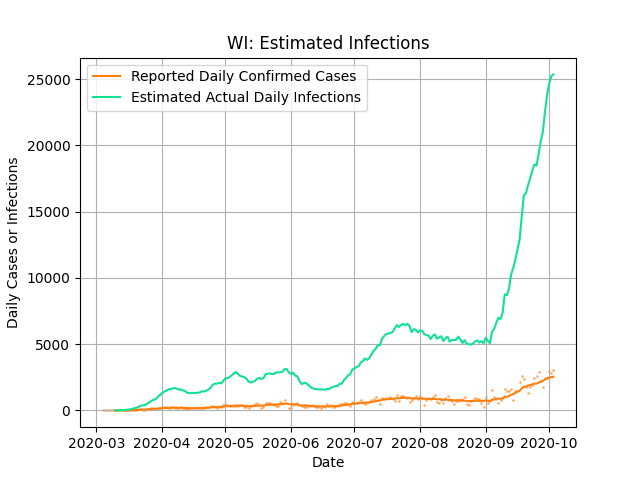 WI: Estimated Infections
Reported Daily Confirmed Cases
Estimated Actual Daily Infections
25000
20000
15000
10000
5000
0
Daily Cases or Infections
2020-03 2020-04 2020-05 2020-06 2020-07 2020-08 2020-09 2020-10
Date